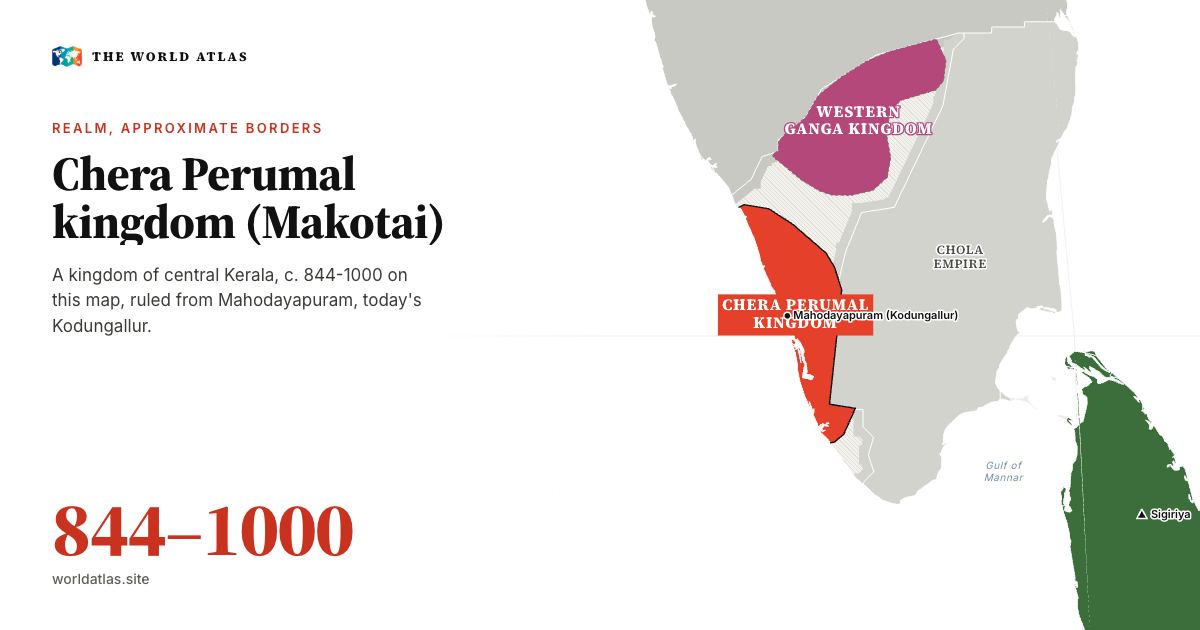 THE WORLD ATLAS
REALM, APPROXIMATE BORDERS
Chera Perumal
kingdom (Makotai)
A kingdom of central Kerala, c. 844-1000 on
this map, ruled from Mahodayapuram, today's
Kodungallur.
844–1000
worldatlas.site
WESTERN
GANGA KINGDOM
CHOLA
EMPIRE
CHERA PERUMAL
KINGDOM
Mahodayapuram (Kodungallur)
Gulf of
Mannar
Sigiriya